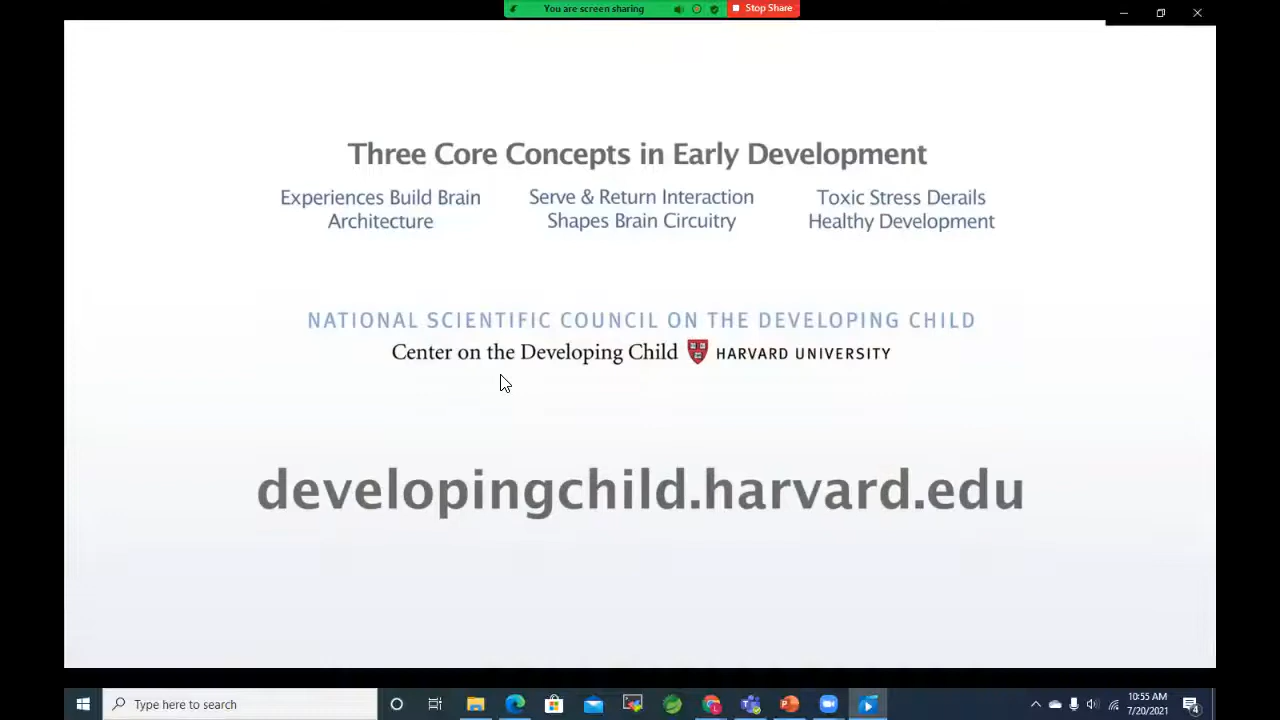 You are screen sharing
Stop Share
Three Core Concepts in Early Development
Experiences Build Brain
Architecture
Serve & Return Interaction
Shapes Brain Circuitry
Toxic Stress Derails
Healthy Development
NATIONAL SCIENTIFIC COUNCIL ON THE DEVELOPING CHILD
Center on the Developing Child HARVARD UNIVERSITY
developingchild.harvard.edu
Type here to search
10:55 AM
7/20/2021